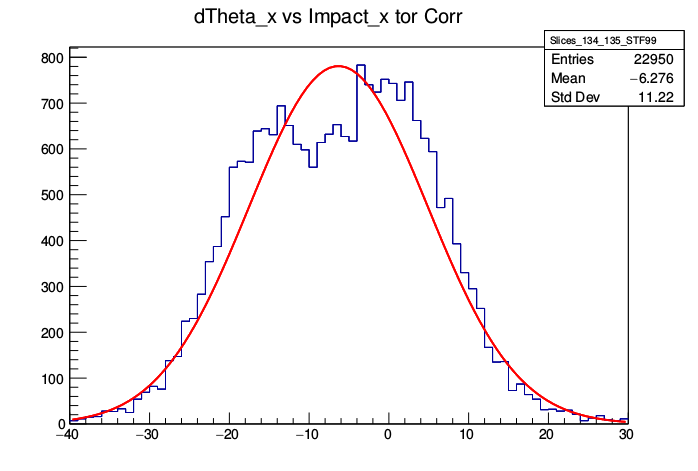 dTheta_x vs Impact_x tor Corr
Slices_134_135_STF99
Entries 22950
Mean −6.276
Std Dev 11.22
800
700
600
500
400
300
200
100
0
−40 −30 −20 −10 0 10 20 30